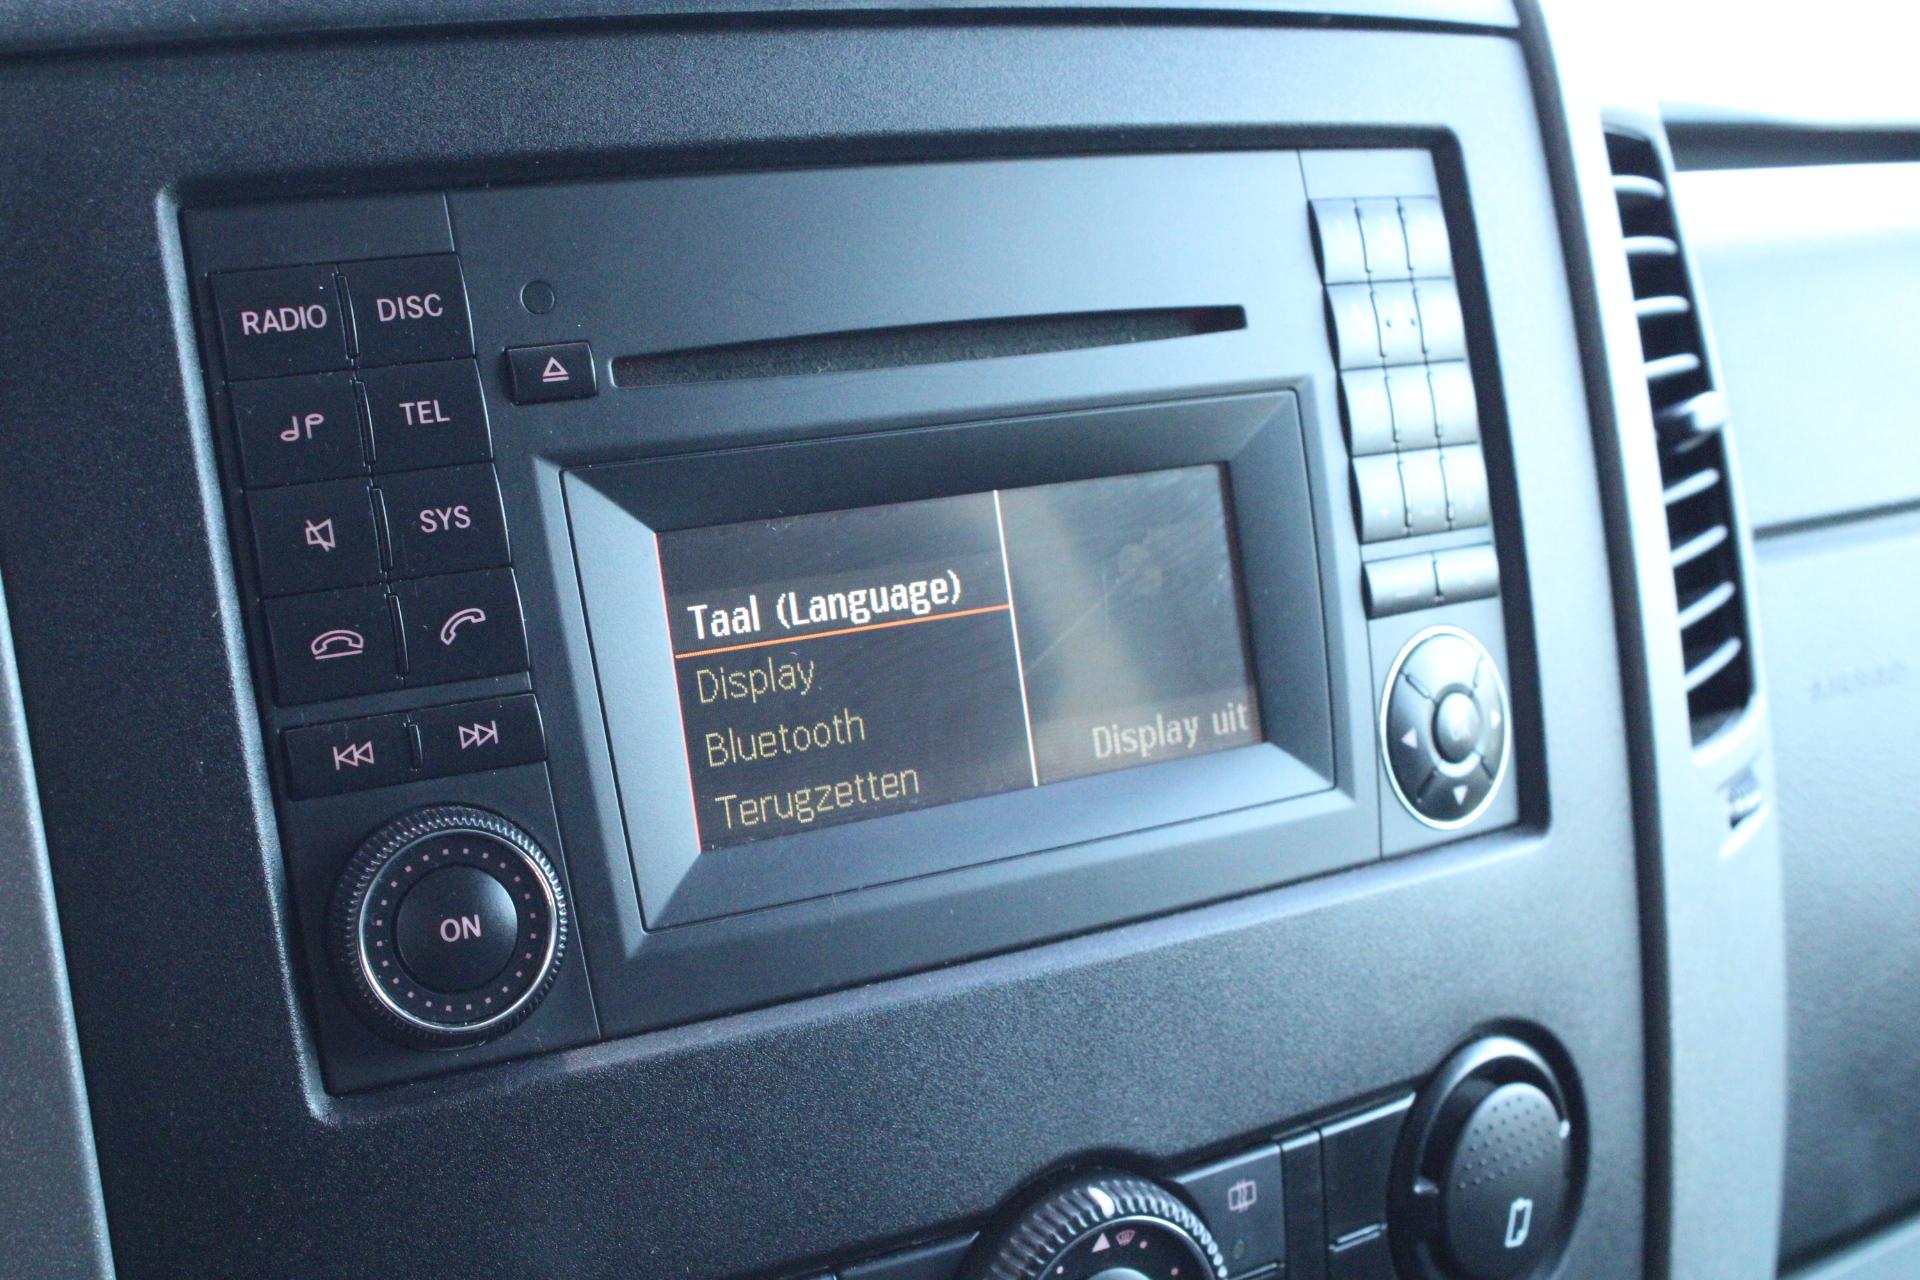 RADIO
DISC
TEL
SYS
ON
Taal (Language)
Display
Bluetooth
Terugzetten
Display uit